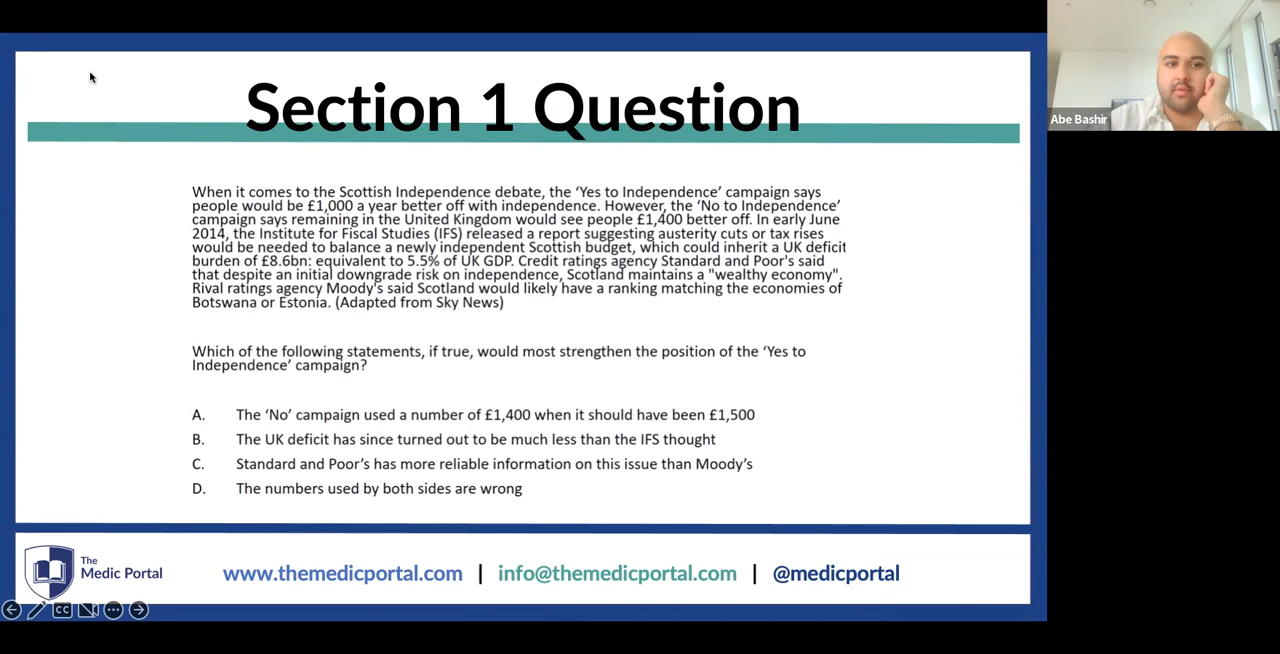 Section 1 Question
Abe Bashir
When it comes to the Scottish Independence debate, the ‘Yes to Independence’ campaign says
people would be £1,000 a year better off with independence. However, the ‘No to Independence’
campaign says remaining in the United Kingdom would see people £1,400 better off. In early June
2014, the Institute for Fiscal Studies (IFS) released a report suggesting austerity cuts or tax rises
would be needed to balance a newly independent Scottish budget, which could inherit a UK deficit
burden of £8.6bn: equivalent to 5.5% of UK GDP. Credit ratings agency Standard and Poor's said
that despite an initial downgrade risk on independence, Scotland maintains a "wealthy economy".
Rival ratings agency Moody's said Scotland would likely have a ranking matching the economies of
Botswana or Estonia. (Adapted from Sky News)
Which of the following statements, if true, would most strengthen the position of the ‘Yes to
Independence’ campaign?
A. The ‘No’ campaign used a number of £1,400 when it should have been £1,500
B. The UK deficit has since turned out to be much less than the IFS thought
C. Standard and Poor’s has more reliable information on this issue than Moody’s
D. The numbers used by both sides are wrong
The
Medic Portal
www.themedicportal.com | info@themedicportal.com | @medicportal
CC